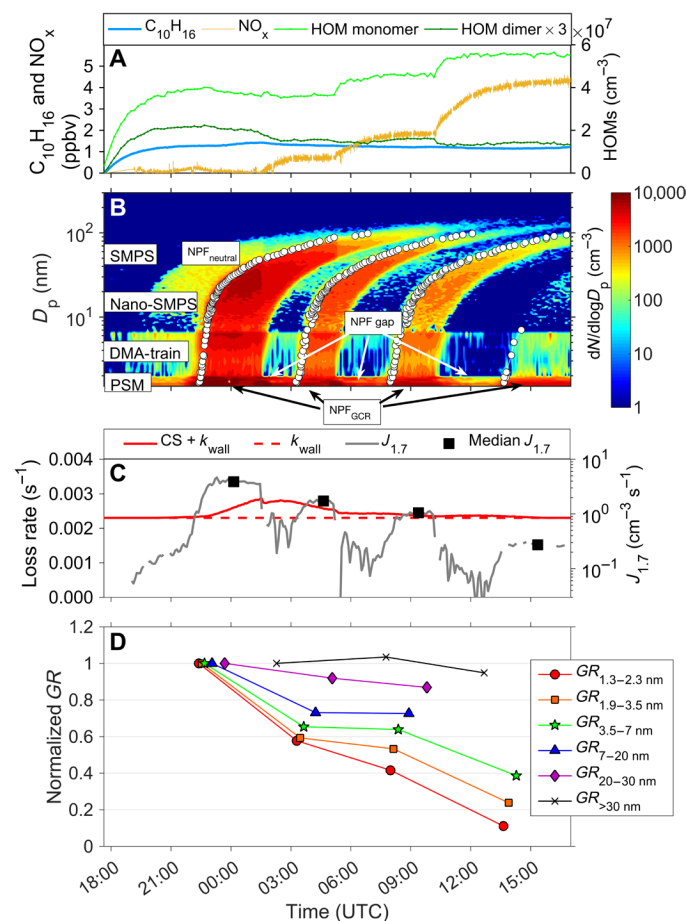 C10H16 NOx HOM monomer HOM dimer × 3
× 10^7
A
C10H16 and NOx (ppbv)
5
4
3
2
1
0
HOMs (cm−3)
6
4
2
0
B
Dp (nm)
10^2
10^1
SMPS
Nano-SMPS
DMA-train
PSM
NPFneutral
NPF gap
NPFGCR
dN/dlogDp (cm−3)
10,000
1000
100
10
1
CS + kwall kwall J1.7 Median J1.7
C
Loss rate (s−1)
0.004
0.003
0.002
0.001
0.000
J1.7 (cm−3 s−1)
10^1
10^0
10^−1
D
Normalized GR
1.2
1
0.8
0.6
0.4
0.2
0
GR1.3–2.3 nm
GR1.9–3.5 nm
GR3.5–7 nm
GR7–20 nm
GR20–30 nm
GR>30 nm
18:00 21:00 00:00 03:00 06:00 09:00 12:00 15:00
Time (UTC)